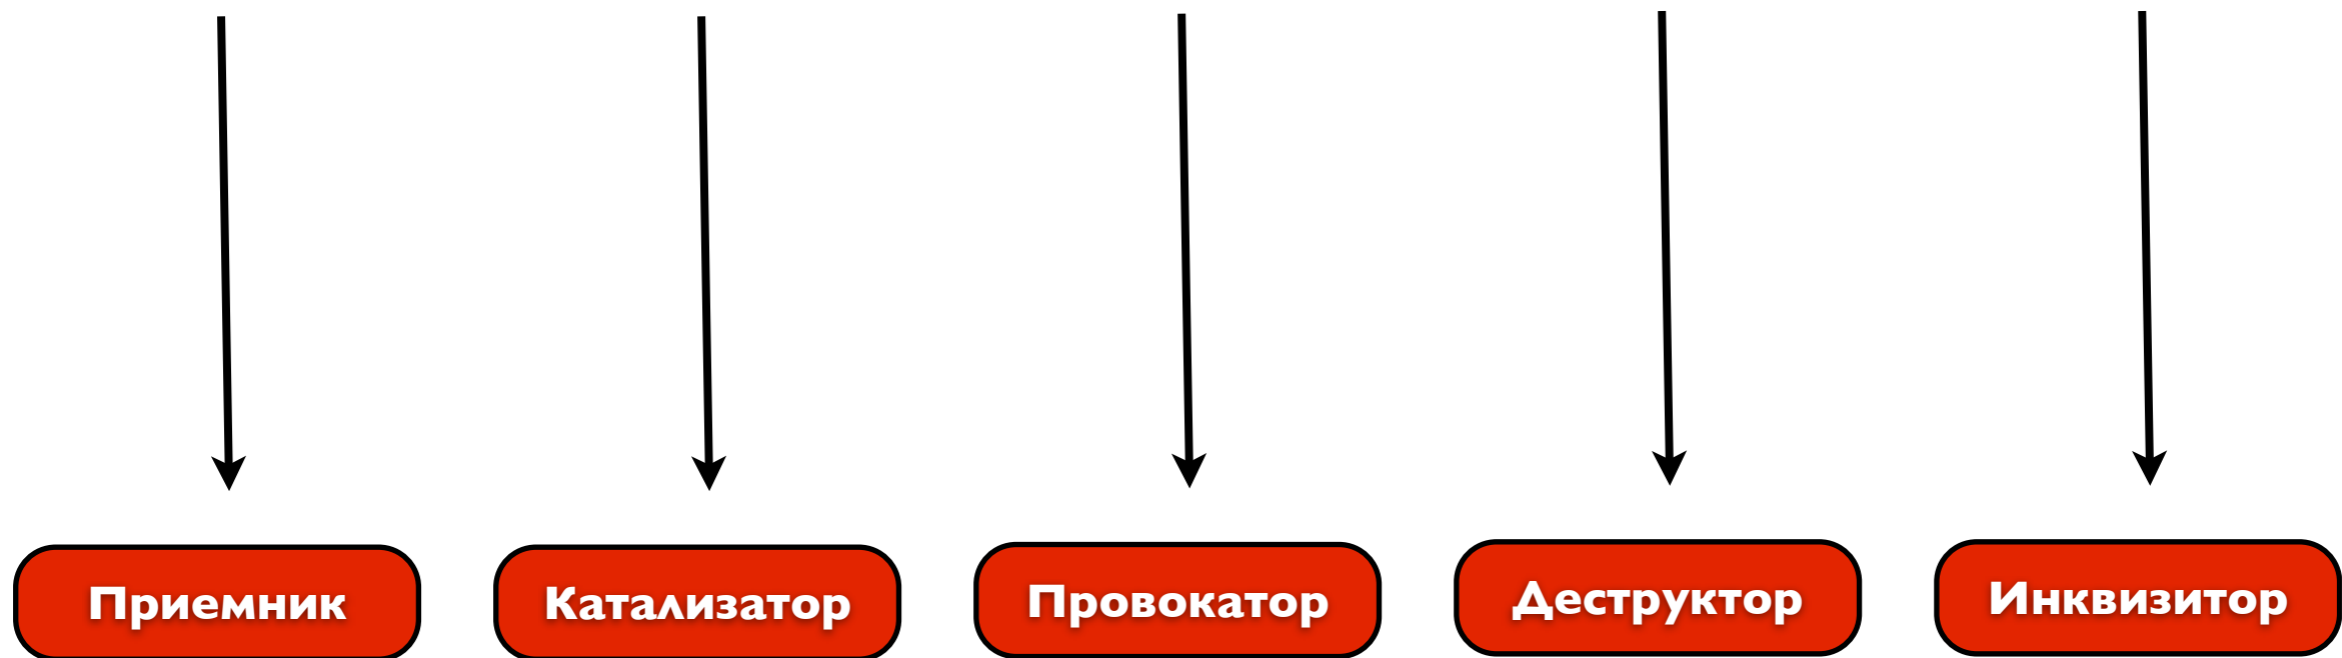 Приемник
Катализатор
Провокатор
Деструктор
Инквизитор